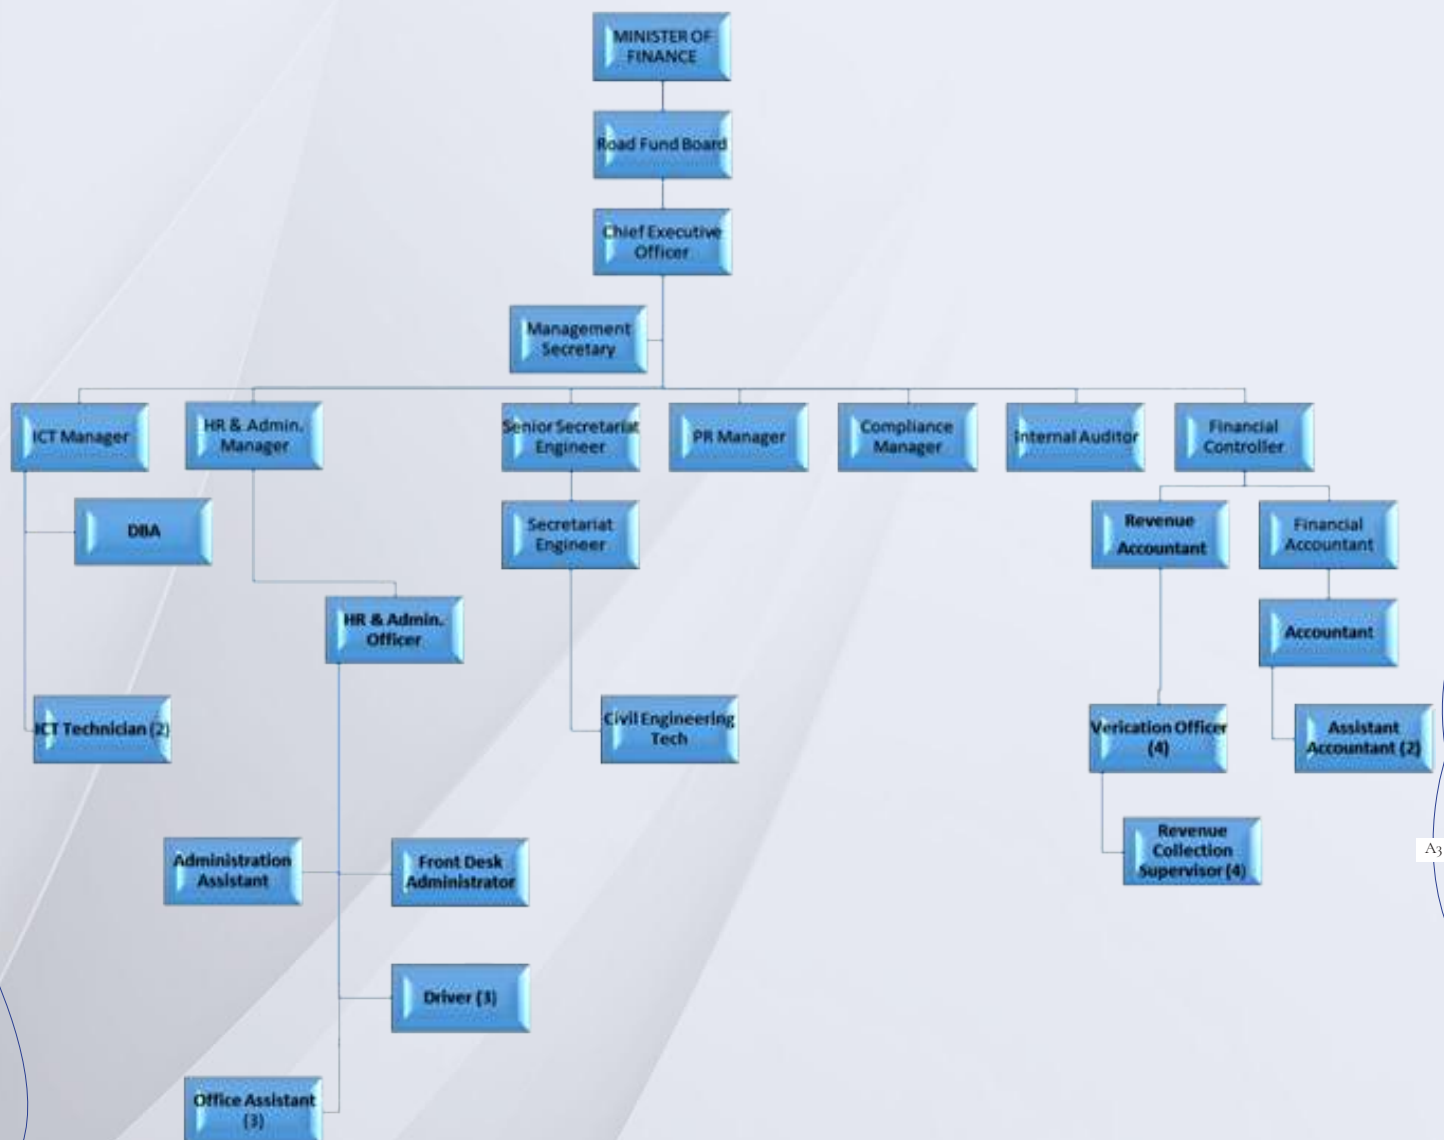 MINISTER OF
FINANCE
Road Fund Board
Chief Executive
Officer
Management
Secretary
ICT Manager
HR & Admin.
Manager
Senior Secretariat
Engineer
PR Manager
Compliance
Manager
Internal Auditor
Financial
Controller
DBA
Secretariat
Engineer
Revenue
Accountant
Financial
Accountant
HR & Admin.
Officer
Accountant
ICT Technician (2)
Civil Engineering
Tech
Verication Officer
(4)
Assistant
Accountant (2)
Revenue
Collection
Supervisor (4)
Administration
Assistant
Front Desk
Administrator
A3
Driver (3)
Office Assistant
(3)